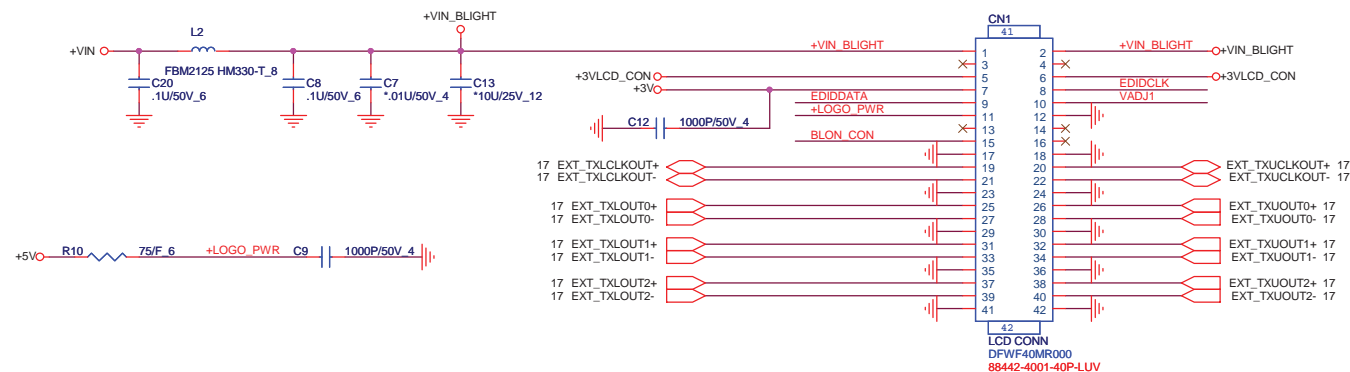 +VIN_BLIGHT
CN1
41
+VIN
L2
FBM2125 HM330-T_8
C20
.1U/50V_6
C8
.1U/50V_6
C7
*.01U/50V_4
C13
*10U/25V_12
+VIN_BLIGHT
1
2
+VIN_BLIGHT
+VIN_BLIGHT
3
4
+3VLCD_CON
5
6
+3VLCD_CON
+3V
7
8
EDIDCLK
EDIDDATA
9
10
VADJ1
+LOGO_PWR
11
12
C12
1000P/50V_4
13
14
BLON_CON
15
16
17
18
17 EXT_TXLCLKOUT+
19
20
EXT_TXUCLKOUT+ 17
17 EXT_TXLCLKOUT-
21
22
EXT_TXUCLKOUT- 17
23
24
17 EXT_TXLOUT0+
25
26
EXT_TXUOUT0+ 17
17 EXT_TXLOUT0-
27
28
EXT_TXUOUT0- 17
29
30
17 EXT_TXLOUT1+
31
32
EXT_TXUOUT1+ 17
17 EXT_TXLOUT1-
33
34
EXT_TXUOUT1- 17
35
36
17 EXT_TXLOUT2+
37
38
EXT_TXUOUT2+ 17
17 EXT_TXLOUT2-
39
40
EXT_TXUOUT2- 17
41
42
42
LCD CONN
DFWF40MR000
88442-4001-40P-LUV
+5V
R10
75/F_6
+LOGO_PWR
C9
1000P/50V_4